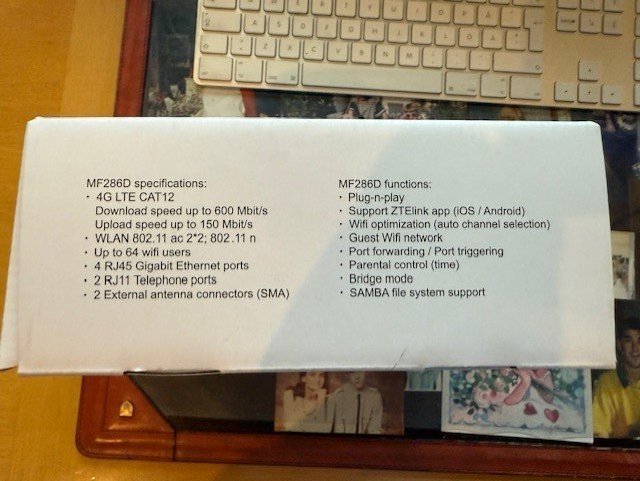 MF286D specifications:
· 4G LTE CAT12
Download speed up to 600 Mbit/s
Upload speed up to 150 Mbit/s
· WLAN 802.11 ac 2*2; 802.11 n
· Up to 64 wifi users
· 4 RJ45 Gigabit Ethernet ports
· 2 RJ11 Telephone ports
· 2 External antenna connectors (SMA)
MF286D functions:
· Plug-n-play
· Support ZTElink app (iOS / Android)
· Wifi optimization (auto channel selection)
· Guest Wifi network
· Port forwarding / Port triggering
· Parental control (time)
· Bridge mode
· SAMBA file system support